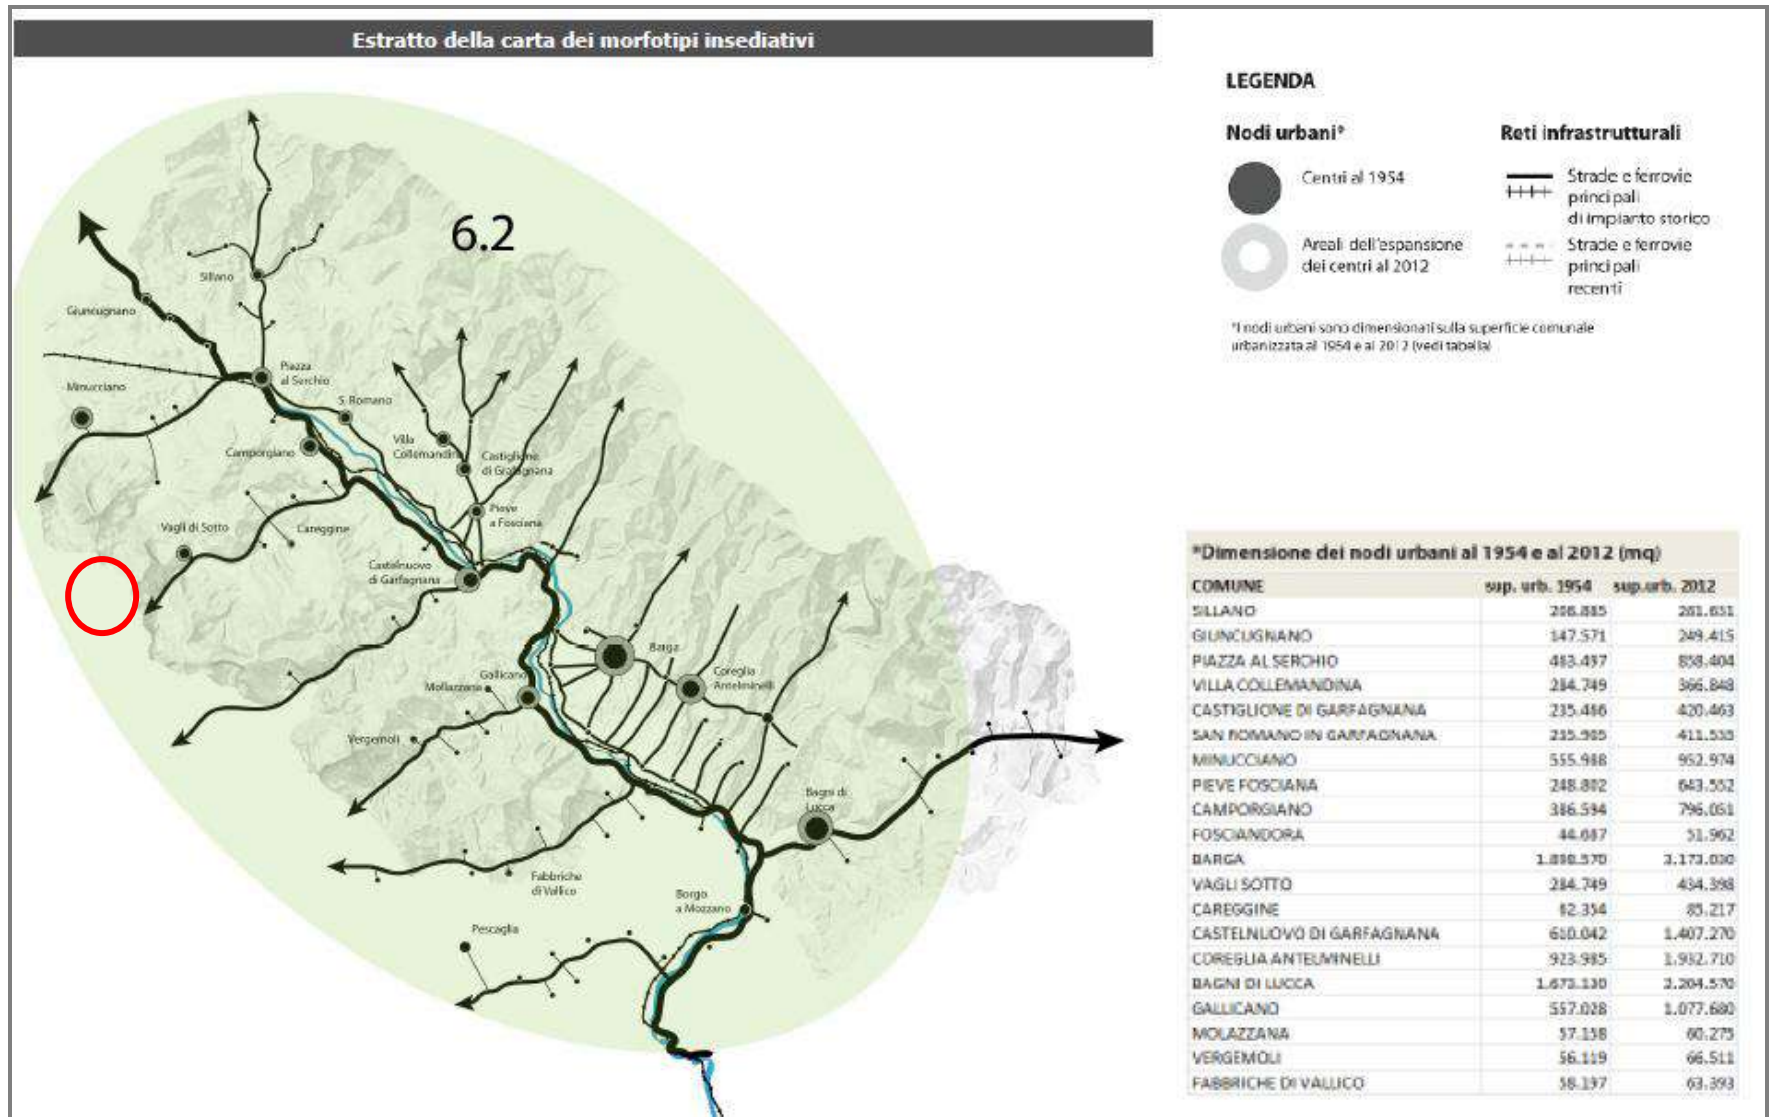 Estratto della carta dei morfotipi insediativi
6.2
Sillano
Giuncugnano
Piazza
al Serchio
Minucciano
S. Romano
Villa
Collemandina
Camporgiano
Castiglione
di Grafagnana
Pieve
a Fosciana
Vagli di Sotto
Careggine
Castelnuovo
di Garfagnana
Barga
Gallicano
Mollazzana
Coreglia
Antelminelli
Vergemoli
Bagni di
Lucca
Fabbriche
di Vallico
Borgo
a Mozzano
Pescaglia
LEGENDA
Nodi urbani*
Centri al 1954
Areali dell'espansione
dei centri al 2012
Reti infrastrutturali
Strade e ferrovie
principali
di impianto storico
Strade e ferrovie
principali
recenti
*I nodi urbani sono dimensionati sulla superficie comunale
urbanizzata al 1954 e al 2012 (vedi tabella)
*Dimensione dei nodi urbani al 1954 e al 2012 (mq)
COMUNE sup. urb. 1954 sup.urb. 2012
SILLANO
GIUNCUGNANO 147.571 249.415
PIAZZA AL SERCHIO 463.497 858.404
VILLA COLLEMANDINA 284.749 366.848
CASTIGLIONE DI GARFAGNANA 235.486 420.463
SAN ROMANO IN GARFAGNANA
MINUCCIANO 555.988 952.974
PIEVE FOSCIANA 248.802 643.552
CAMPORGIANO 386.594 796.051
FOSCIANDORA 44.687 51.962
BARGA 3.173.030
VAGLI SOTTO 284.749 434.398
CAREGGINE 62.354 85.217
CASTELNUOVO DI GARFAGNANA 610.042 1.407.270
COREGLIA ANTELMINELLI 923.985 1.932.710
BAGNI DI LUCCA 1.673.130 2.204.570
GALLICANO 557.028 1.077.680
MOLAZZANA 57.158 60.275
VERGEMOLI 56.119 66.511
FABBRICHE DI VALLICO 58.197 63.393